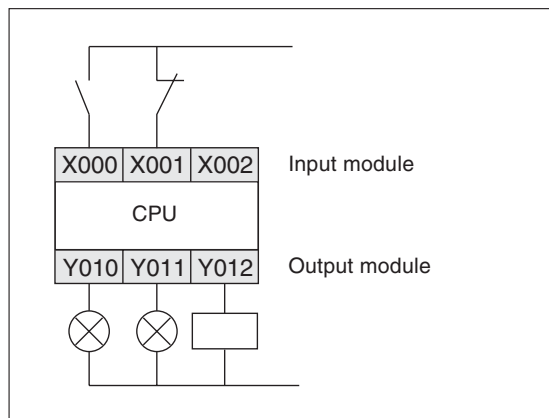 X000 X001 X002 Input module
CPU
Y010 Y011 Y012 Output module